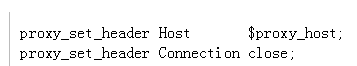 proxy_set_header Host       $proxy_host;
proxy_set_header Connection close;